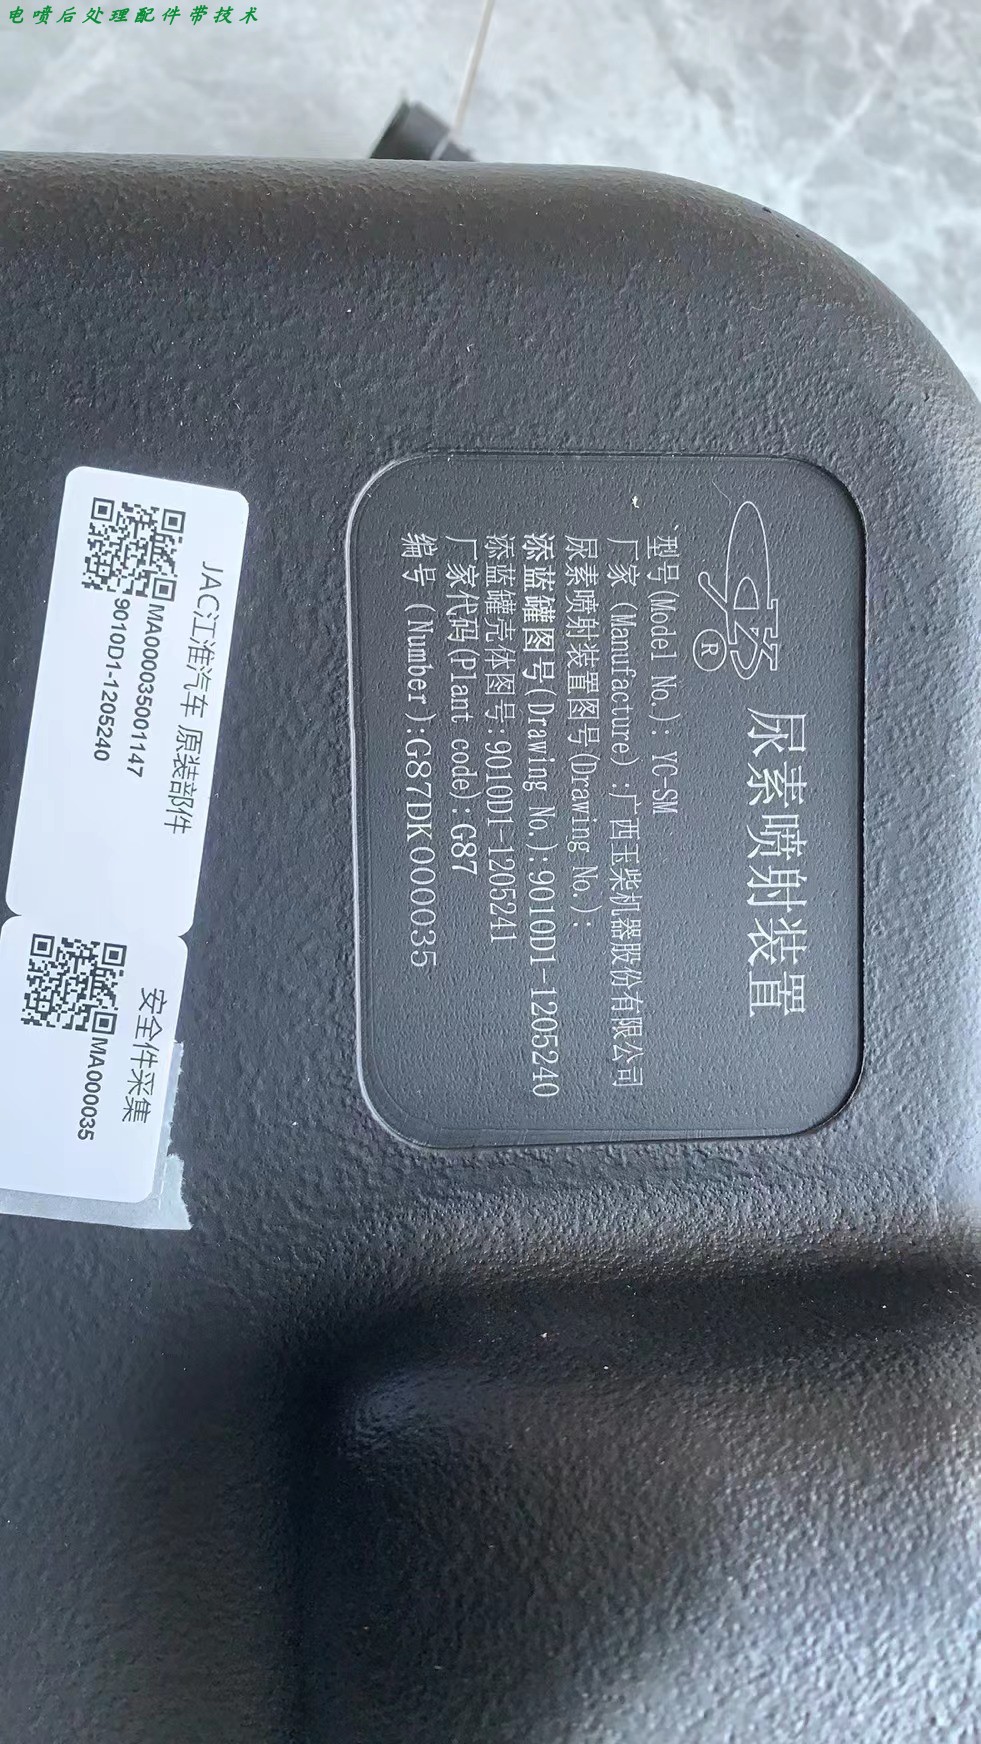 电喷后处理配件带技术
尿素喷射装置
®
型号(Model No.): YC-SM
厂家 (Manufacture) :广西玉柴机器股份有限公司
尿素喷射装置图号(Drawing No.):
添蓝罐图号(Drawing No.):9010D1-1205240
添蓝罐壳体图号:9010D1-1205241
厂家代码(Plant code): G87
编号 (Number):G87DK000035
JAC江淮汽车 原装部件
MA0000350011147
9010D1-1205240
安全件采集
MA000035